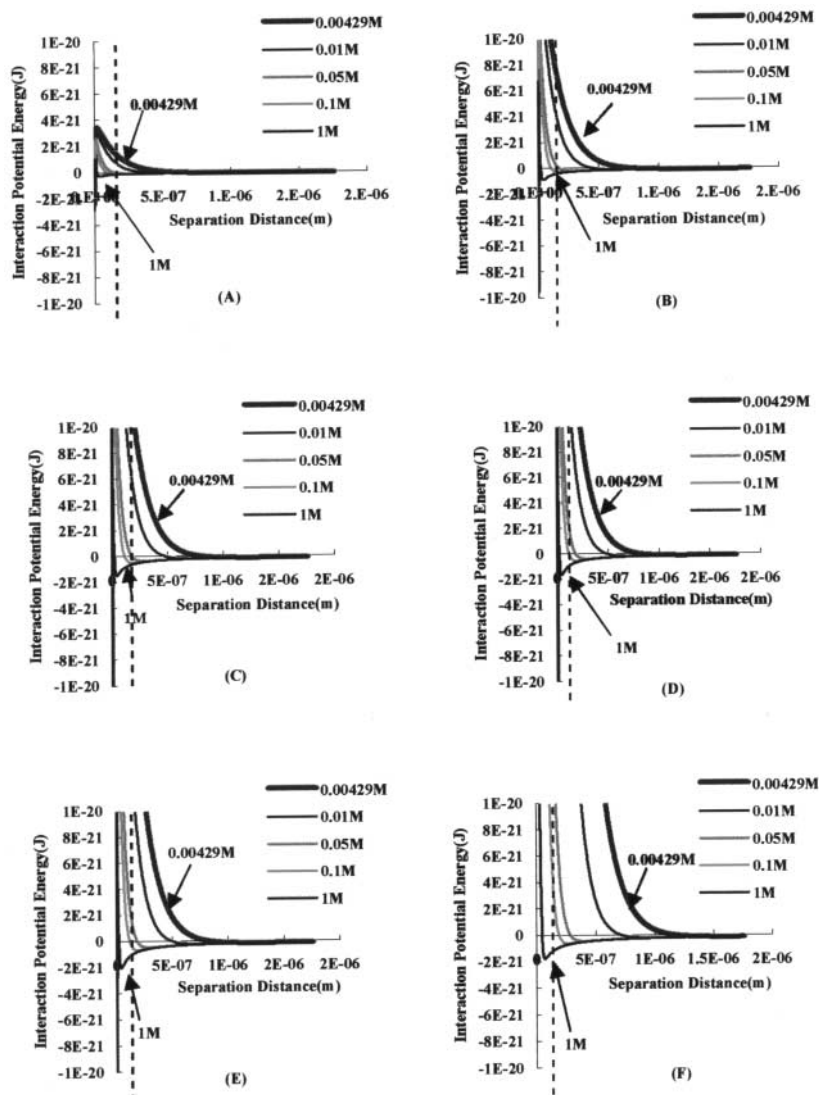 Interaction Potential Energy(J)
1E-20
8E-21
6E-21
4E-21
2E-21
0
-2E-21
-4E-21
-6E-21
-8E-21
-1E-20
0.00429M
0.01M
0.05M
0.1M
1M
0.00429M
5E-07 1E-06 2E-06 2E-06
Separation Distance(m)
1M
(A)
Interaction Potential Energy(J)
1E-20
8E-21
6E-21
4E-21
2E-21
0
-2E-21
-4E-21
-6E-21
-8E-21
-1E-20
0.00429M
0.01M
0.05M
0.1M
1M
0.00429M
5E-07 1E-06 2E-06 2E-06
Separation Distance(m)
1M
(B)
Interaction Potential Energy(J)
1E-20
8E-21
6E-21
4E-21
2E-21
0
-2E-21
-4E-21
-6E-21
-8E-21
-1E-20
0.00429M
0.01M
0.05M
0.1M
1M
0.00429M
0 5E-07 1E-06 2E-06 2E-06
Separation Distance(m)
1M
(C)
Interaction Potential Energy(J)
1E-20
8E-21
6E-21
4E-21
2E-21
0
-2E-21
-4E-21
-6E-21
-8E-21
-1E-20
0.00429M
0.01M
0.05M
0.1M
1M
0.00429M
0 5E-07 1E-06 2E-06 2E-06
Separation Distance(m)
1M
(D)
Interaction Potential Energy(J)
1E-20
8E-21
6E-21
4E-21
2E-21
0
-2E-21
-4E-21
-6E-21
-8E-21
-1E-20
0.00429M
0.01M
0.05M
0.1M
1M
0.00429M
0 5E-07 1E-06 2E-06 2E-06
Separation Distance(m)
1M
(E)
Interaction Potential Energy(J)
1E-20
8E-21
6E-21
4E-21
2E-21
0
-2E-21
-4E-21
-6E-21
-8E-21
-1E-20
0.00429M
0.01M
0.05M
0.1M
1M
0.00429M
0 5E-07 1E-06 1.5E-06 2E-06
Separation Distance(m)
1M
(F)